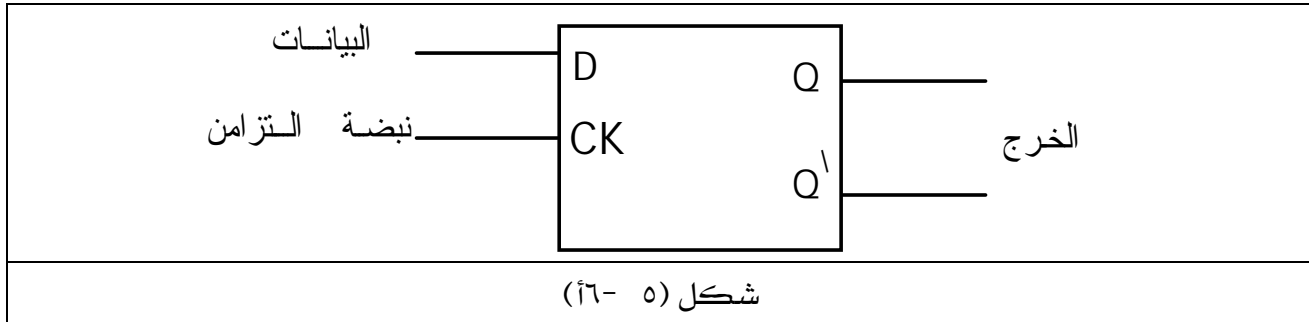 البيانات
D
Q
نبضة التزامن
CK
الخرج
Q\
شكل (٥ -٦أ)